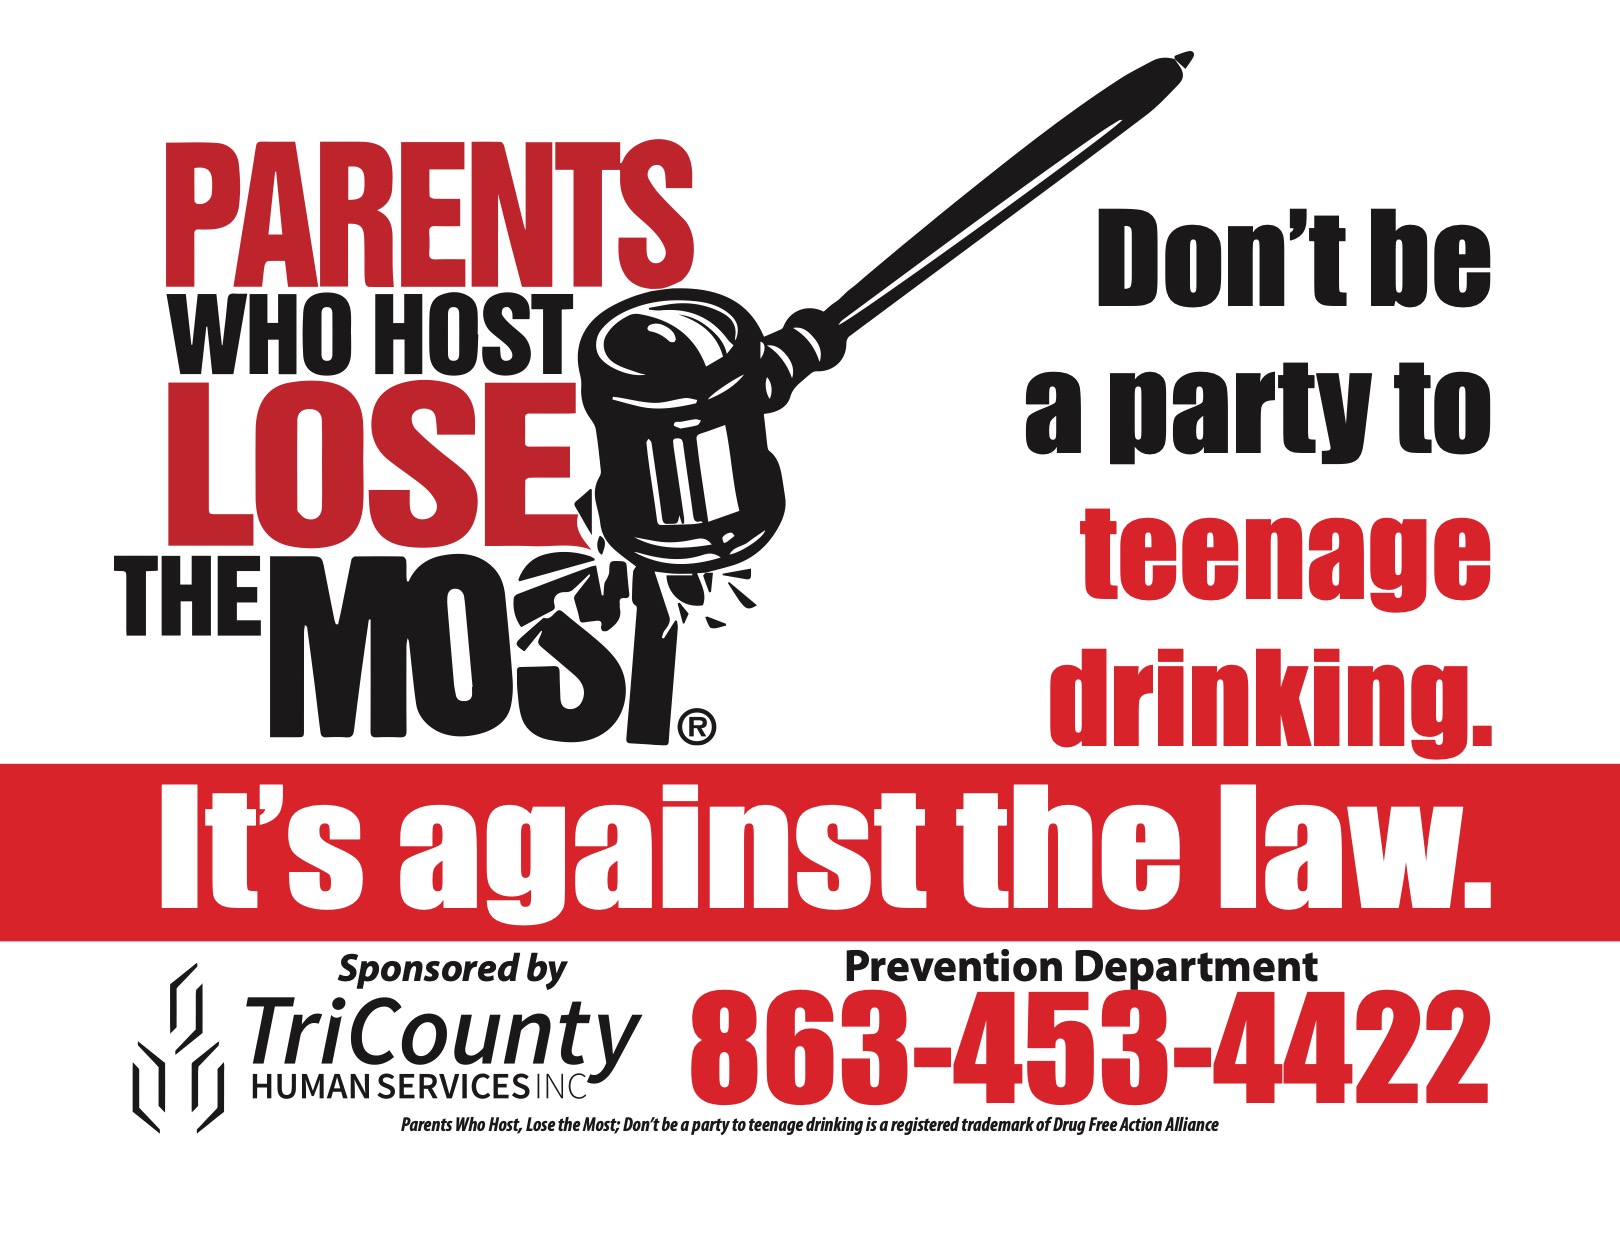 PARENTS
WHO HOST
LOSE
THE MOST®
Don't be
a party to
teenage
drinking.
It's against the law.
Sponsored by
TriCounty
HUMAN SERVICES INC
Prevention Department
863-453-4422
Parents Who Host, Lose the Most; Don't be a party to teenage drinking is a registered trademark of Drug Free Action Alliance